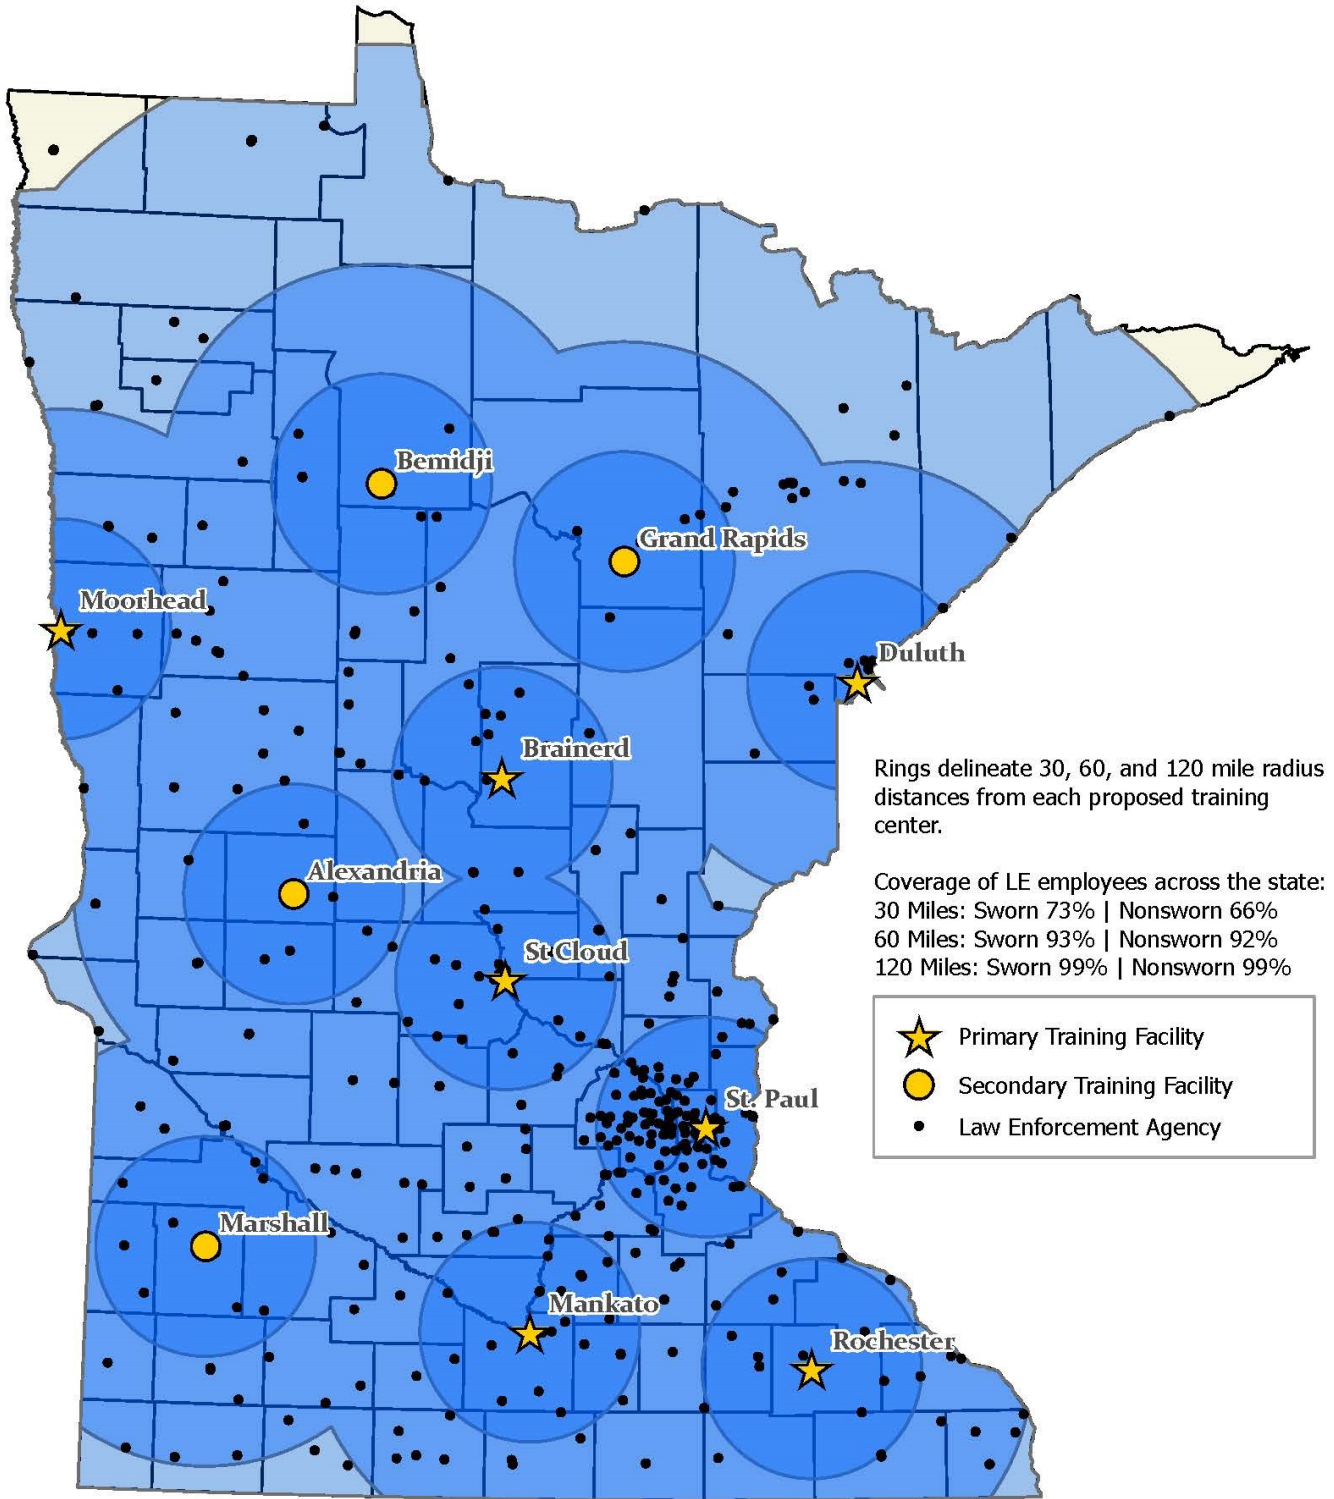 Bemidji
Grand Rapids
Moorhead
Duluth
Brainerd
Rings delineate 30, 60, and 120 mile radius
distances from each proposed training
center.
Alexandria
Coverage of LE employees across the state:
30 Miles: Sworn 73% | Nonsworn 66%
60 Miles: Sworn 93% | Nonsworn 92%
120 Miles: Sworn 99% | Nonsworn 99%
St Cloud
Primary Training Facility
Secondary Training Facility
Law Enforcement Agency
St. Paul
Marshall
Mankato
Rochester